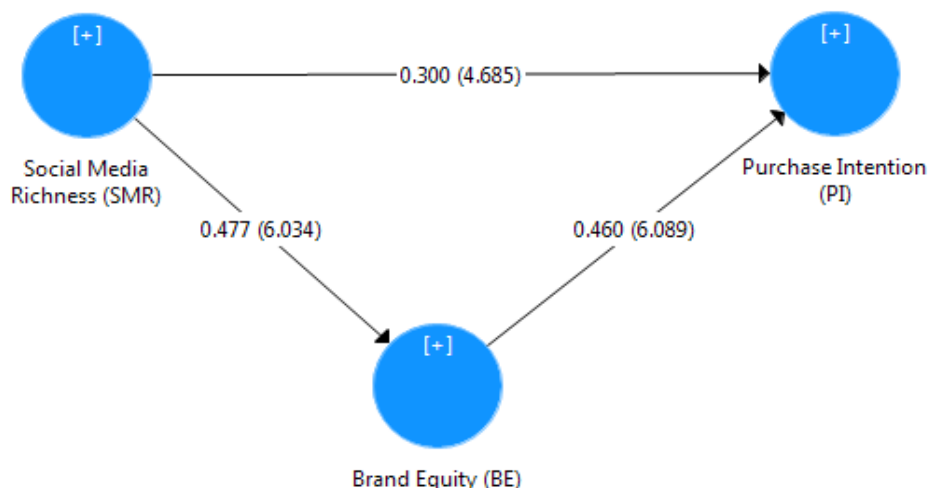 [+]
[+]
0.300 (4.685)
Social Media
Richness (SMR)
Purchase Intention
(PI)
0.477 (6.034)
0.460 (6.089)
[+]
Brand Equity (BE)